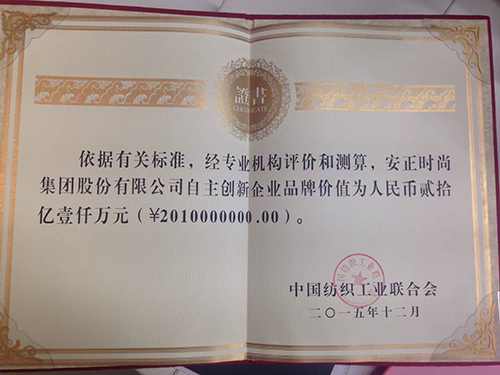 證書
CERTIFICATE
依据有关标准，经专业机构评价和测算，安正时尚
集团股份有限公司自主创新企业品牌价值为人民币贰拾
亿壹仟万元（￥2010000000.00）。
中国纺织工业联合会
二〇一五年十二月